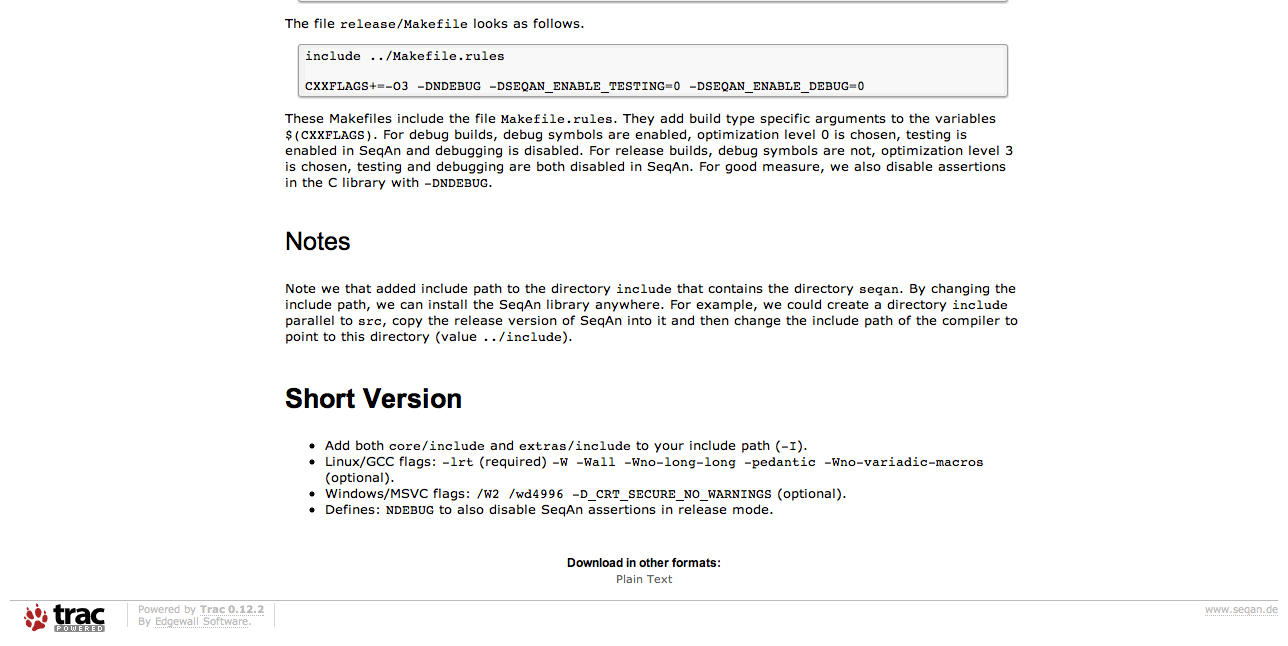 The file release/Makefile looks as follows.
include ../Makefile.rules
CXXFLAGS+=-O3 -DNDEBUG -DSEQAN_ENABLE_TESTING=0 -DSEQAN_ENABLE_DEBUG=0
These Makefiles include the file Makefile.rules. They add build type specific arguments to the variables
$(CXXFLAGS). For debug builds, debug symbols are enabled, optimization level 0 is chosen, testing is
enabled in SeqAn and debugging is disabled. For release builds, debug symbols are not, optimization level 3
is chosen, testing and debugging are both disabled in SeqAn. For good measure, we also disable assertions
in the C library with -DNDEBUG.
Notes
Note we that added include path to the directory include that contains the directory seqan. By changing the
include path, we can install the SeqAn library anywhere. For example, we could create a directory include
parallel to src, copy the release version of SeqAn into it and then change the include path of the compiler to
point to this directory (value ../include).
Short Version
• Add both core/include and extras/include to your include path (-I).
• Linux/GCC flags: -lrt (required) -W -Wall -Wno-long-long -pedantic -Wno-variadic-macros
(optional).
• Windows/MSVC flags: /W2 /wd4996 -D_CRT_SECURE_NO_WARNINGS (optional).
• Defines: NDEBUG to also disable SeqAn assertions in release mode.
Download in other formats:
Plain Text
trac
POWERED
Powered by Trac 0.12.2
By Edgewall Software.
www.seqan.de